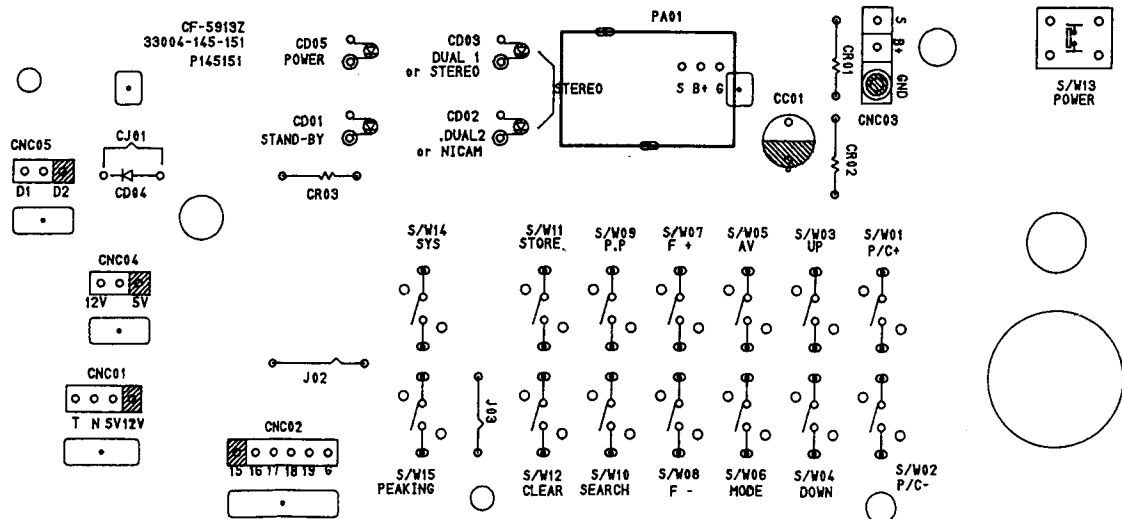 CF-5913Z
33004-145-151
P145151
CD05
POWER
CD03
DUAL 1
or STEREO
STEREO
PA01
S B+ G
CR01
S
B+
GND
CNC03
S/W13
POWER
CJ01
CNC05
D1 D2
CD04
CD01
STAND-BY
CD02
.DUAL2
or NICAM
CC01
CR02
CR03
S/W14
SYS
S/W11
STORE.
S/W09
P.P
S/W07
F +
S/W05
AV
S/W03
UP
S/W01
P/C+
CNC04
12V 5V
J02
CNC01
T N 5V12V
J03
CNC02
15 16 17 18 19 G
S/W15
PEAKING
S/W12
CLEAR
S/W10
SEARCH
S/W08
F -
S/W06
MODE
S/W04
DOWN
S/W02
P/C-